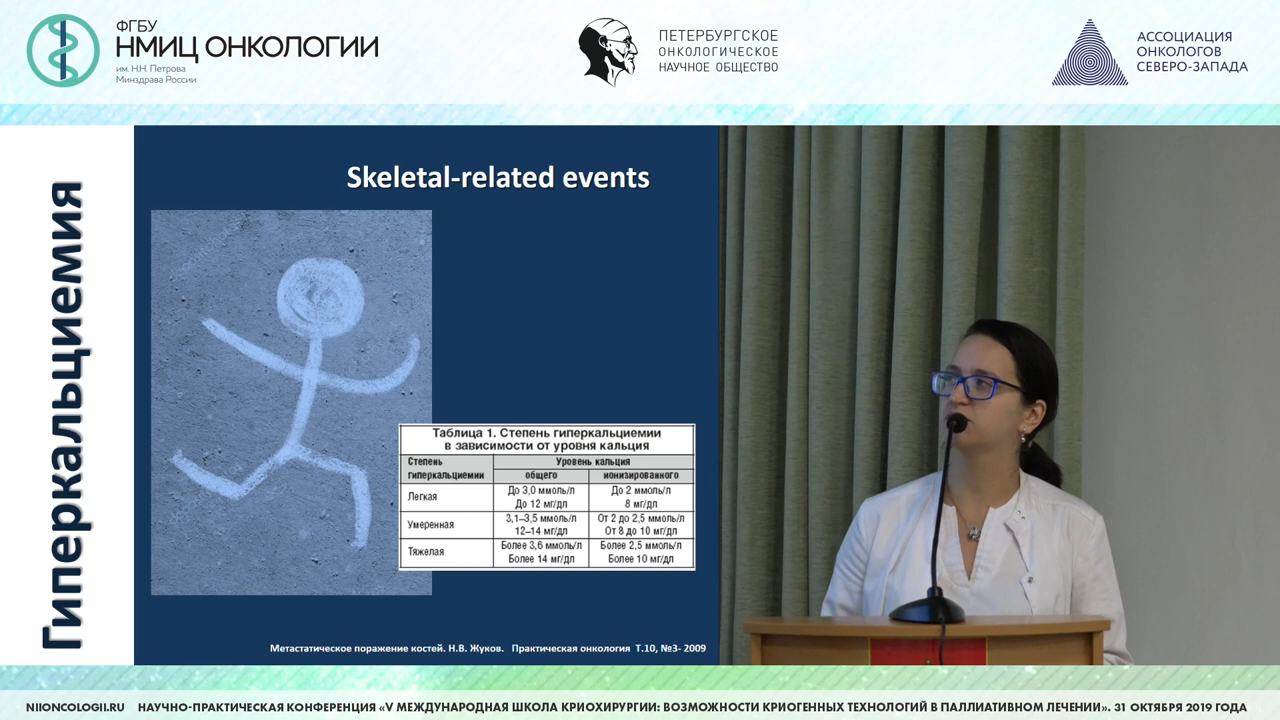 ФГБУ
НМИЦ ОНКОЛОГИИ
им. Н.Н. Петрова
Минздрава России
ПЕТЕРБУРГСКОЕ
ОНКОЛОГИЧЕСКОЕ
НАУЧНОЕ ОБЩЕСТВО
АССОЦИАЦИЯ
ОНКОЛОГОВ
СЕВЕРО-ЗАПАДА
Гиперкальциемия
Skeletal-related events
Таблица 1. Степень гиперкальциемии
в зависимости от уровня кальция
Степень гиперкальциемии
Уровень кальция
общего ионизированного
Легкая До 3,0 ммоль/л До 2 ммоль/л
До 12 мг/дл 8 мг/дл
Умеренная 3,1–3,5 ммоль/л От 2 до 2,5 ммоль/л
12–14 мг/дл От 8 до 10 мг/дл
Тяжелая Более 3,6 ммоль/л Более 2,5 ммоль/л
Более 14 мг/дл Более 10 мг/дл
Метастатическое поражение костей. Н.В. Жуков. Практическая онкология Т.10, №3- 2009
NIIONCOLOGII.RU НАУЧНО-ПРАКТИЧЕСКАЯ КОНФЕРЕНЦИЯ «V МЕЖДУНАРОДНАЯ ШКОЛА КРИОХИРУРГИИ: ВОЗМОЖНОСТИ КРИОГЕННЫХ ТЕХНОЛОГИЙ В ПАЛЛИАТИВНОМ ЛЕЧЕНИИ». 31 ОКТЯБРЯ 2019 ГОДА